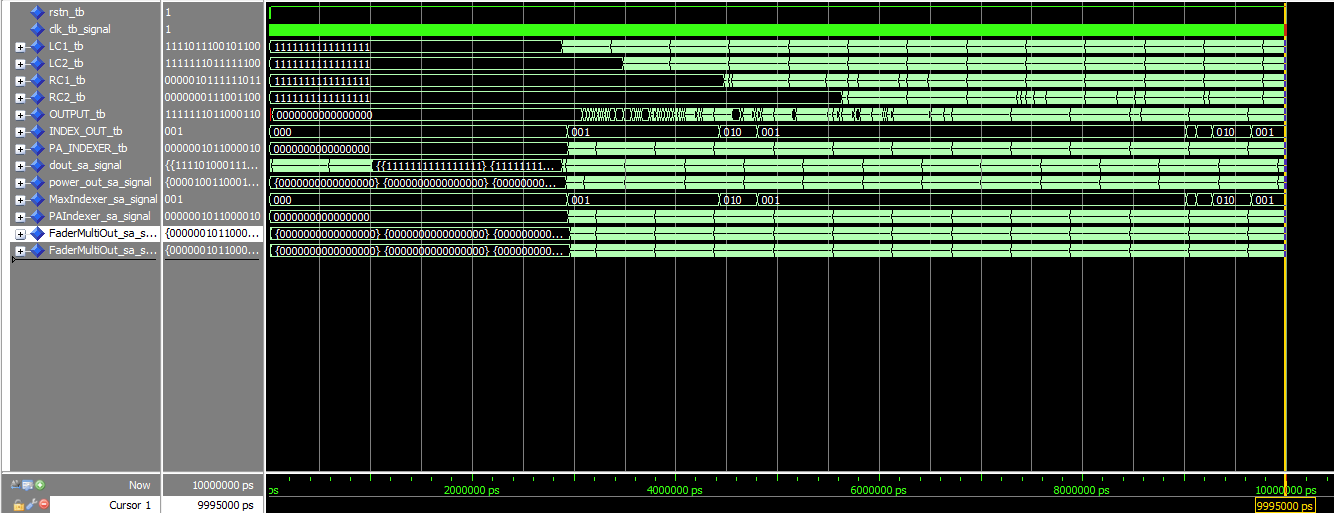 rstn_tb 1
clk_tb_signal 1
LC1_tb 1111011100101100 1111111111111111
LC2_tb 1111111011111100 1111111111111111
RC1_tb 0000010111111011 1111111111111111
RC2_tb 0000000111001100 1111111111111111
OUTPUT_tb 1111111011000110 0000000000000000
INDEX_OUT_tb 001 000 001 010 001 010 001
PA_INDEXER_tb 0000001011000010 0000000000000000
dout_sa_signal {{111101000111... {{1111111111111111} {11111111...
power_out_sa_signal {0000100110001... {0000000000000000} {0000000000000000} {00000000...
MaxIndexer_sa_signal 001 000 001 010 001 010 001
PAIndexer_sa_signal 0000001011000010 0000000000000000
FaderMultiOut_sa_s... {0000001011000... {0000000000000000} {0000000000000000} {000000000...
FaderMultiOut_sa_s... {0000001011000... {0000000000000000} {0000000000000000} {000000000...
Now 10000000 ps ps 2000000 ps 4000000 ps 6000000 ps 8000000 ps
Cursor 1 9995000 ps 9995000 ps